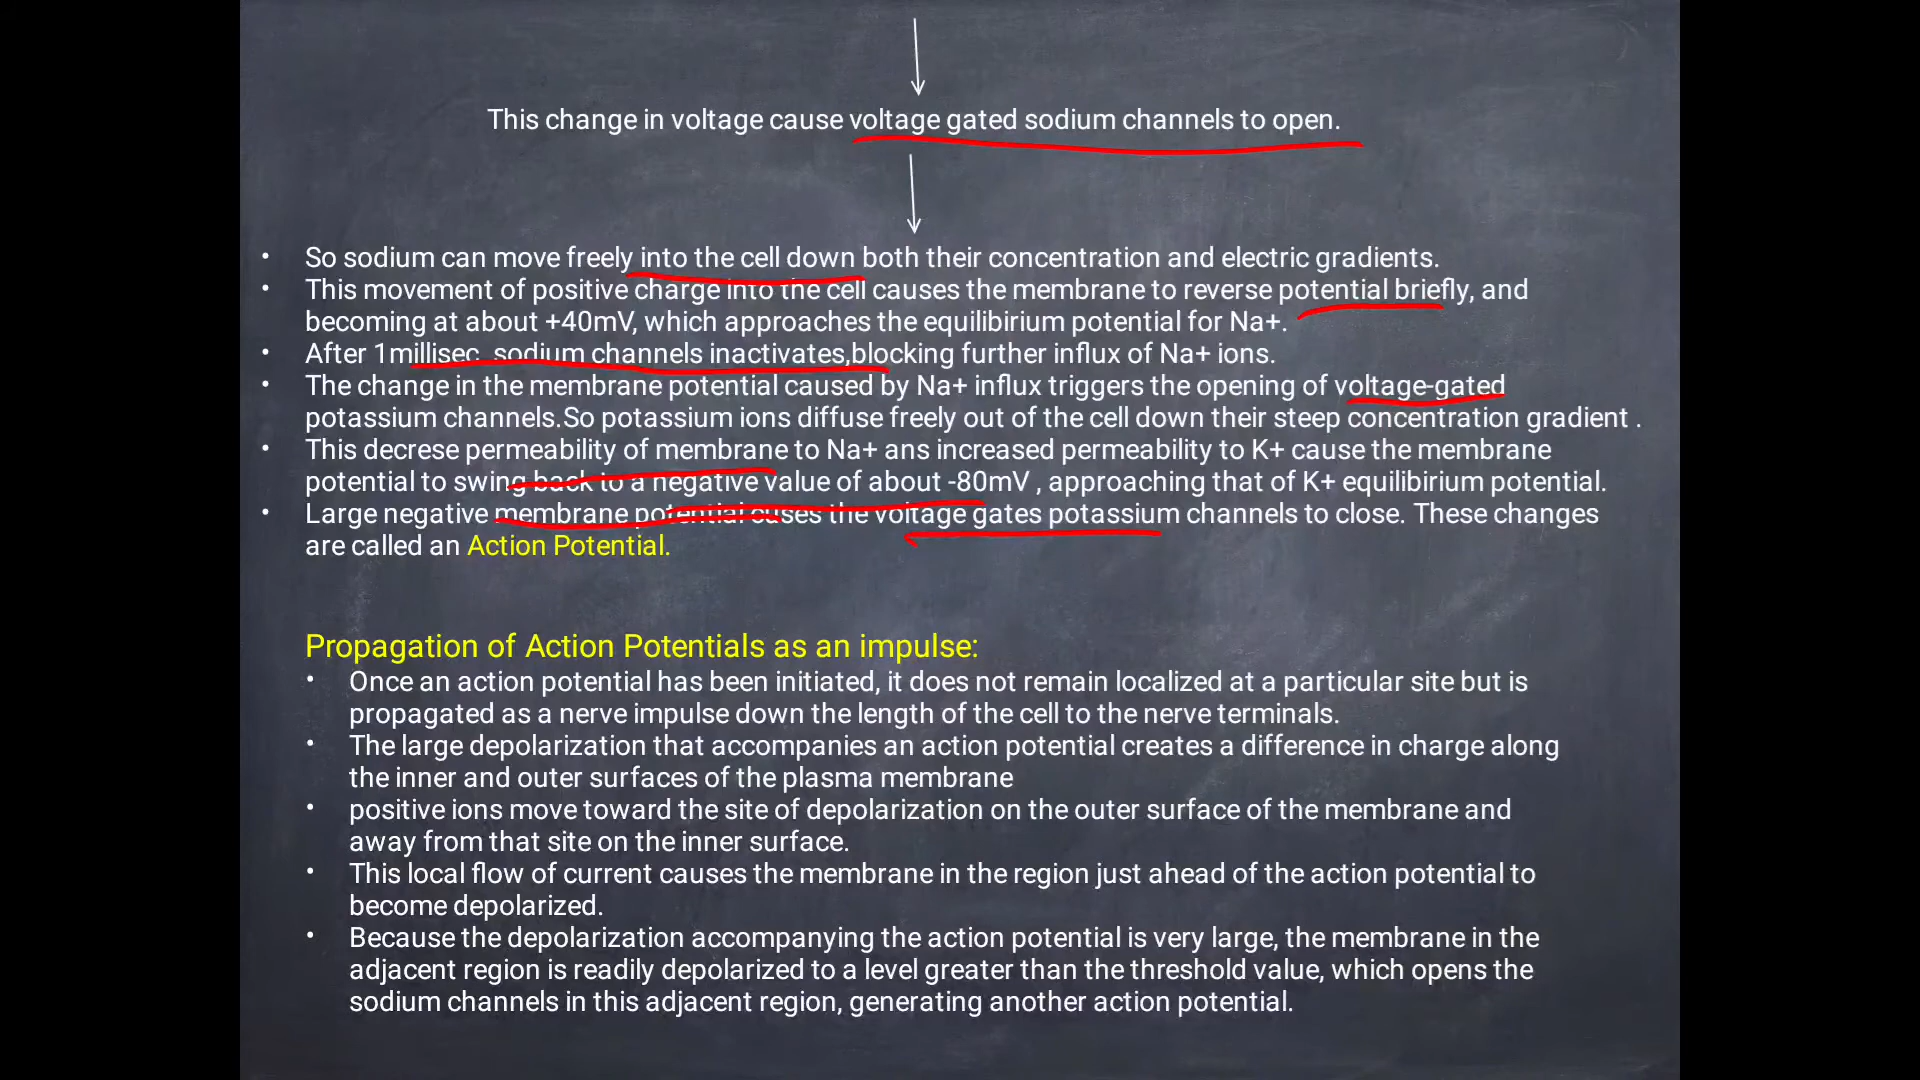 This change in voltage cause voltage gated sodium channels to open.
• So sodium can move freely into the cell down both their concentration and electric gradients.
• This movement of positive charge into the cell causes the membrane to reverse potential briefly, and
becoming at about +40mV, which approaches the equilibirium potential for Na+.
• After 1millisec, sodium channels inactivates,blocking further influx of Na+ ions.
• The change in the membrane potential caused by Na+ influx triggers the opening of voltage-gated
potassium channels.So potassium ions diffuse freely out of the cell down their steep concentration gradient .
• This decrese permeability of membrane to Na+ ans increased permeability to K+ cause the membrane
potential to swing back to a negative value of about -80mV , approaching that of K+ equilibirium potential.
• Large negative membrane potential cuses the voltage gates potassium channels to close. These changes
are called an Action Potential.
Propagation of Action Potentials as an impulse:
• Once an action potential has been initiated, it does not remain localized at a particular site but is
propagated as a nerve impulse down the length of the cell to the nerve terminals.
• The large depolarization that accompanies an action potential creates a difference in charge along
the inner and outer surfaces of the plasma membrane
• positive ions move toward the site of depolarization on the outer surface of the membrane and
away from that site on the inner surface.
• This local flow of current causes the membrane in the region just ahead of the action potential to
become depolarized.
• Because the depolarization accompanying the action potential is very large, the membrane in the
adjacent region is readily depolarized to a level greater than the threshold value, which opens the
sodium channels in this adjacent region, generating another action potential.